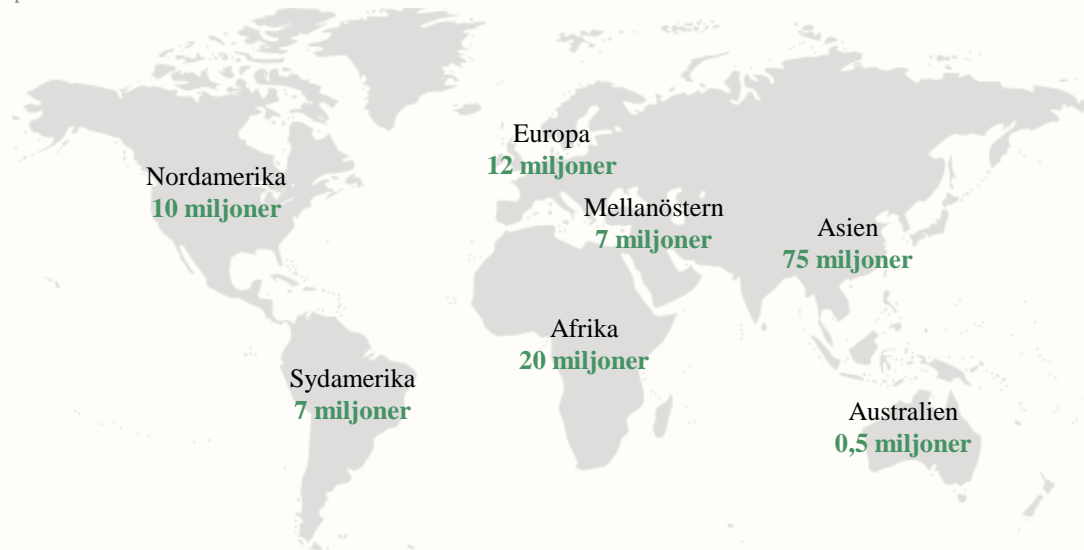 Europa
12 miljoner
Nordamerika
10 miljoner
Mellanöstern
7 miljoner
Asien
75 miljoner
Afrika
20 miljoner
Sydamerika
7 miljoner
Australien
0,5 miljoner